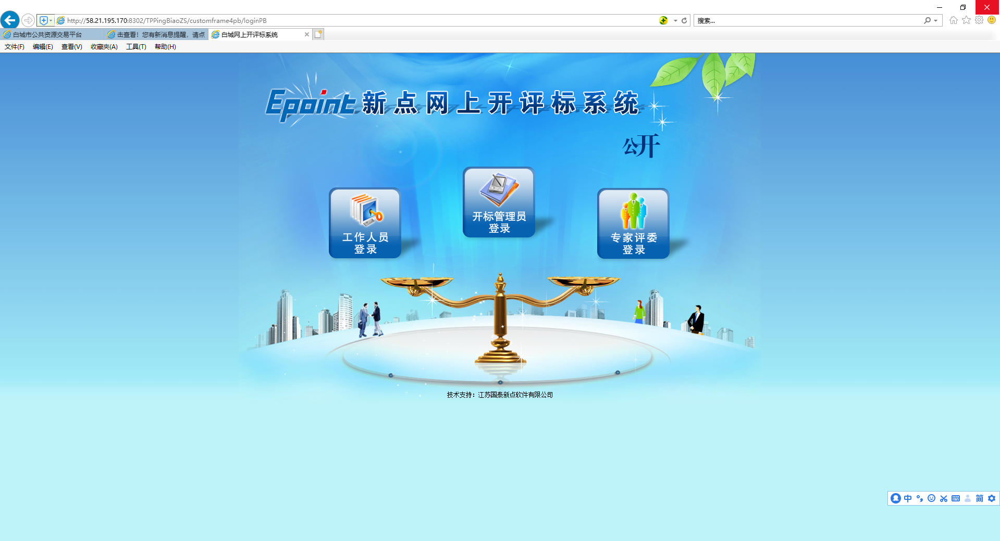 http://58.21.195.170:8302/TPPingBiaoZS/customframe4pb/loginPB
搜索...
白城市公共资源交易平台
击查看！您有新消息提醒，请点
白城网上开评标系统
文件(F) 编辑(E) 查看(V) 收藏夹(A) 工具(T) 帮助(H)
Epoint 新点网上开评标系统
公开
开标管理员
登录
工作人员
登录
专家评委
登录
技术支持：江苏国泰新点软件有限公司
中 简